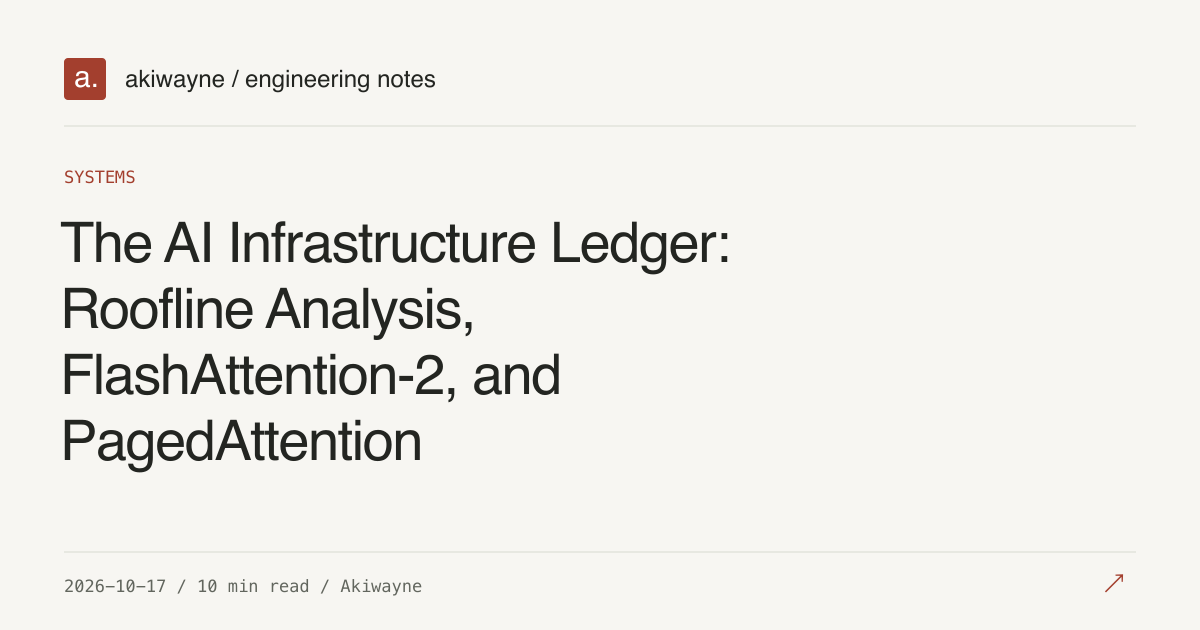 a. akiwayne / engineering notes
SYSTEMS
The AI Infrastructure Ledger:
Roofline Analysis,
FlashAttention-2, and
PagedAttention
2026-10-17 / 10 min read / Akiwayne